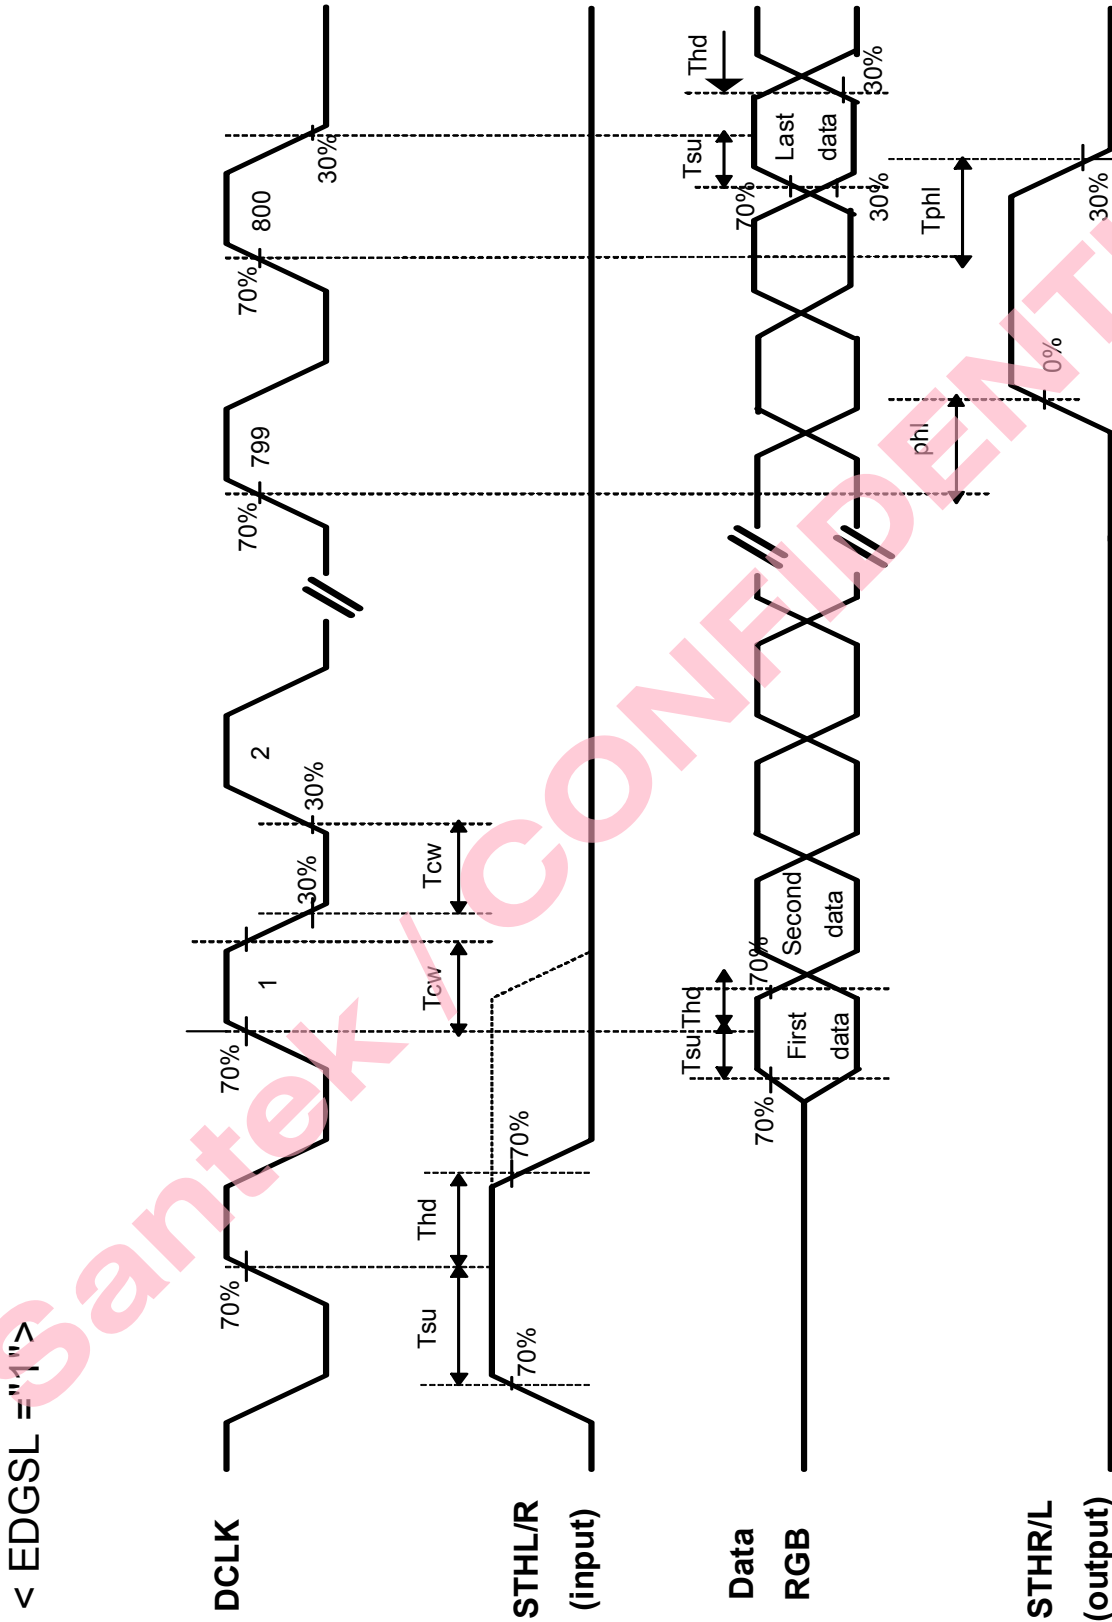 < EDGSL ="1">
DCLK
70%
70%
1
30%
30%
2
70%
799
70%
800
30%
Tcw
Tcw
STHL/R
(input)
Tsu
Thd
70%
70%
Data
RGB
70%
Tsu
Thd
70%
First
data
Second
data
70%
30%
Tsu
Thd
Last
data
30%
STHR/L
(output)
phl
0%
Tphl
30%
Santek / CONFIDENT